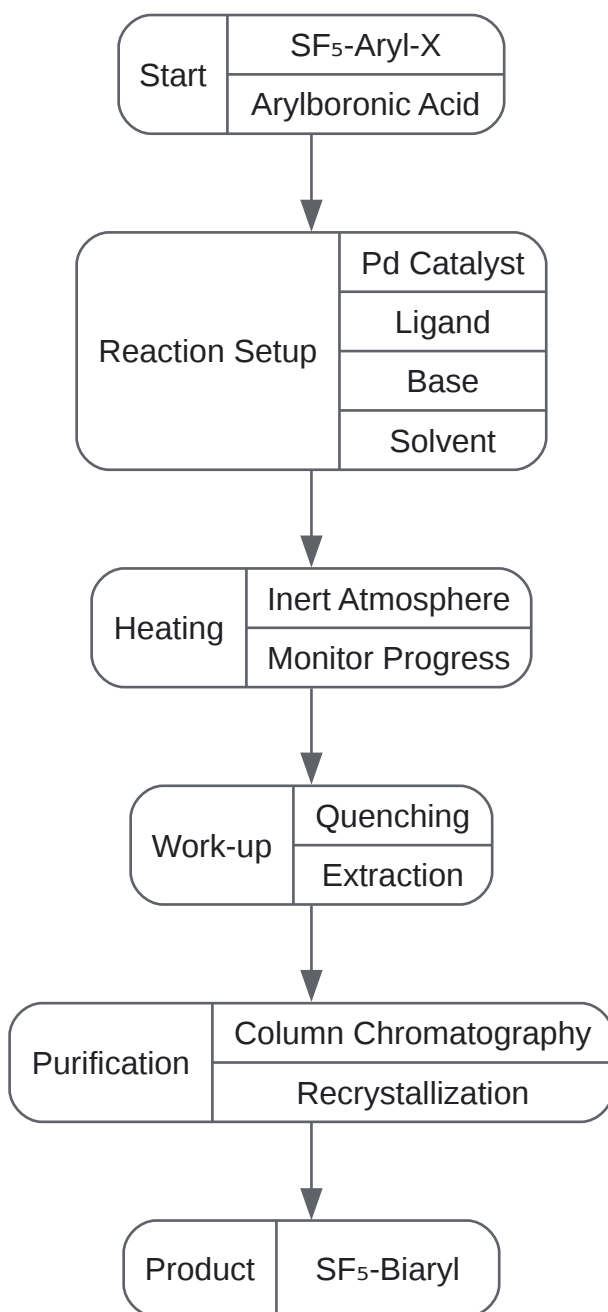 Start
SF₅-Aryl-X
Arylboronic Acid
Reaction Setup
Pd Catalyst
Ligand
Base
Solvent
Heating
Inert Atmosphere
Monitor Progress
Work-up
Quenching
Extraction
Purification
Column Chromatography
Recrystallization
Product
SF₅-Biaryl